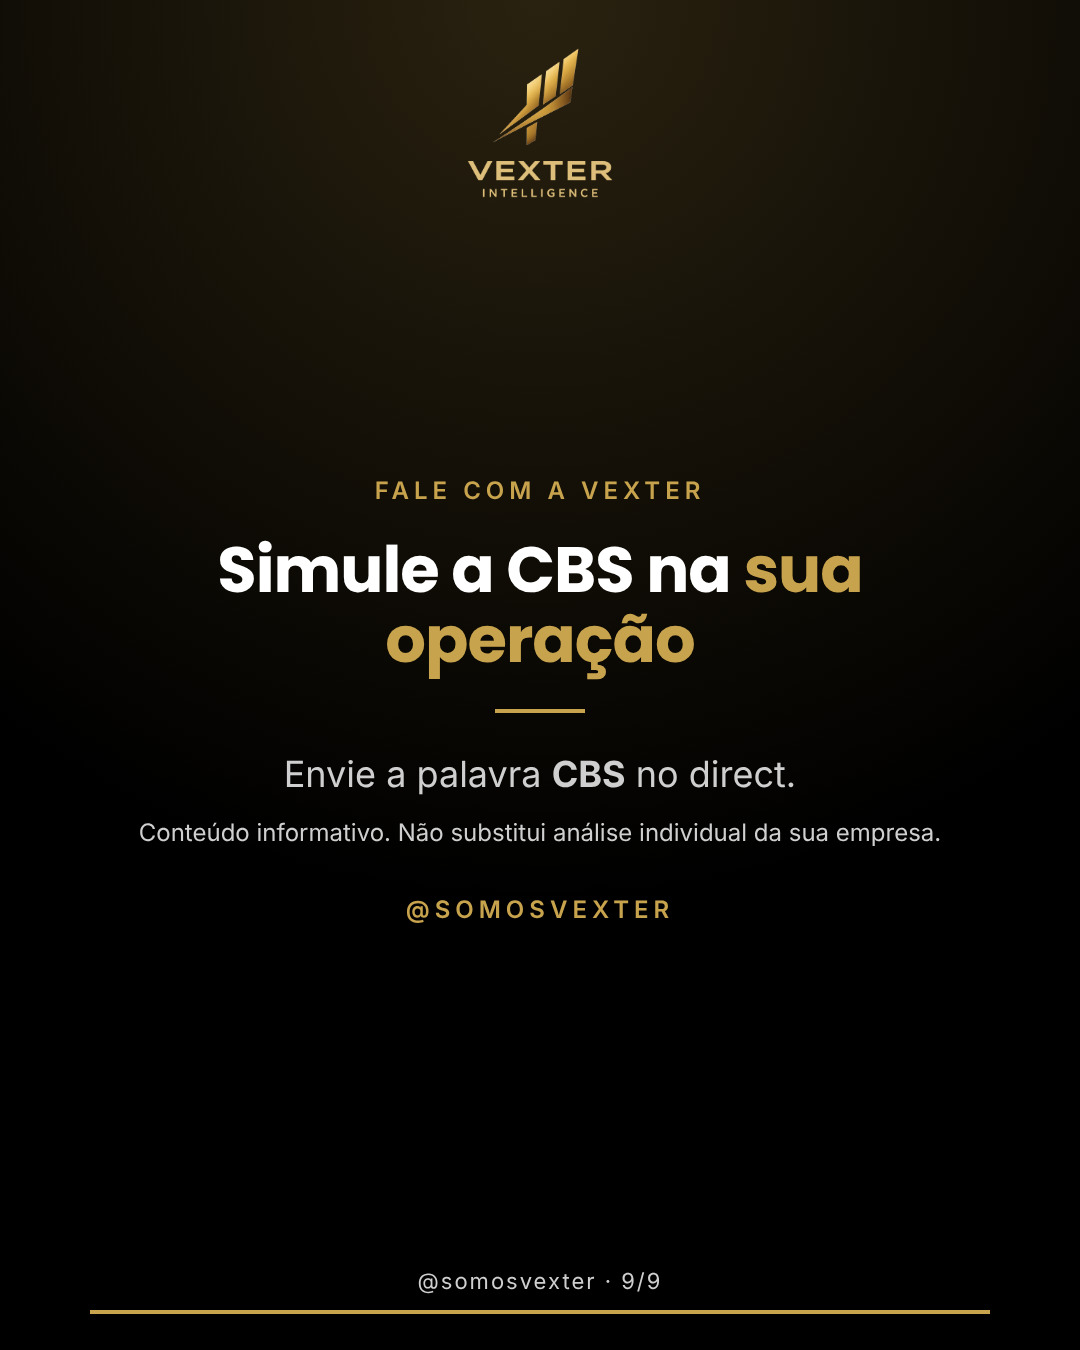 VEXTER
INTELLIGENCE
FALE COM A VEXTER
Simule a CBS na sua
operação
Envie a palavra CBS no direct.
Conteúdo informativo. Não substitui análise individual da sua empresa.
@SOMOSVEXTER
@somosvexter · 9/9